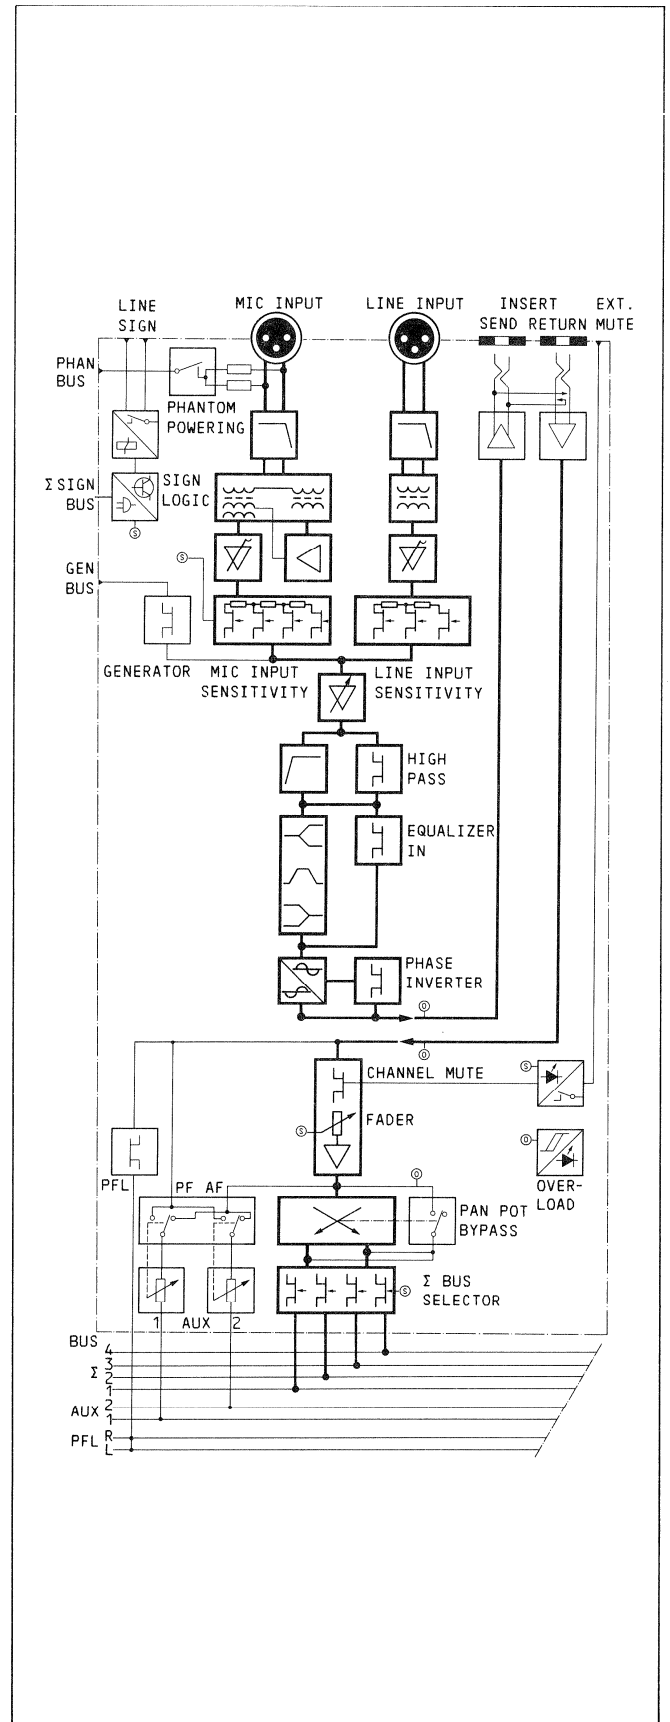 LINE
SIGN
MIC INPUT
LINE INPUT
INSERT
SEND RETURN
EXT.
MUTE
PHAN
BUS
PHANTOM
POWERING
Σ SIGN
BUS
SIGN
LOGIC
S
S
GEN
BUS
GENERATOR
MIC INPUT
SENSITIVITY
LINE INPUT
SENSITIVITY
HIGH
PASS
EQUALIZER
IN
PHASE
INVERTER
O
O
CHANNEL MUTE
S
FADER
S
O
OVER-
LOAD
PFL
PF AF
O
PAN POT
BYPASS
Σ BUS
SELECTOR
S
1 AUX 2
BUS 4
3
Σ 2
1
AUX 2
1
PFL R
L